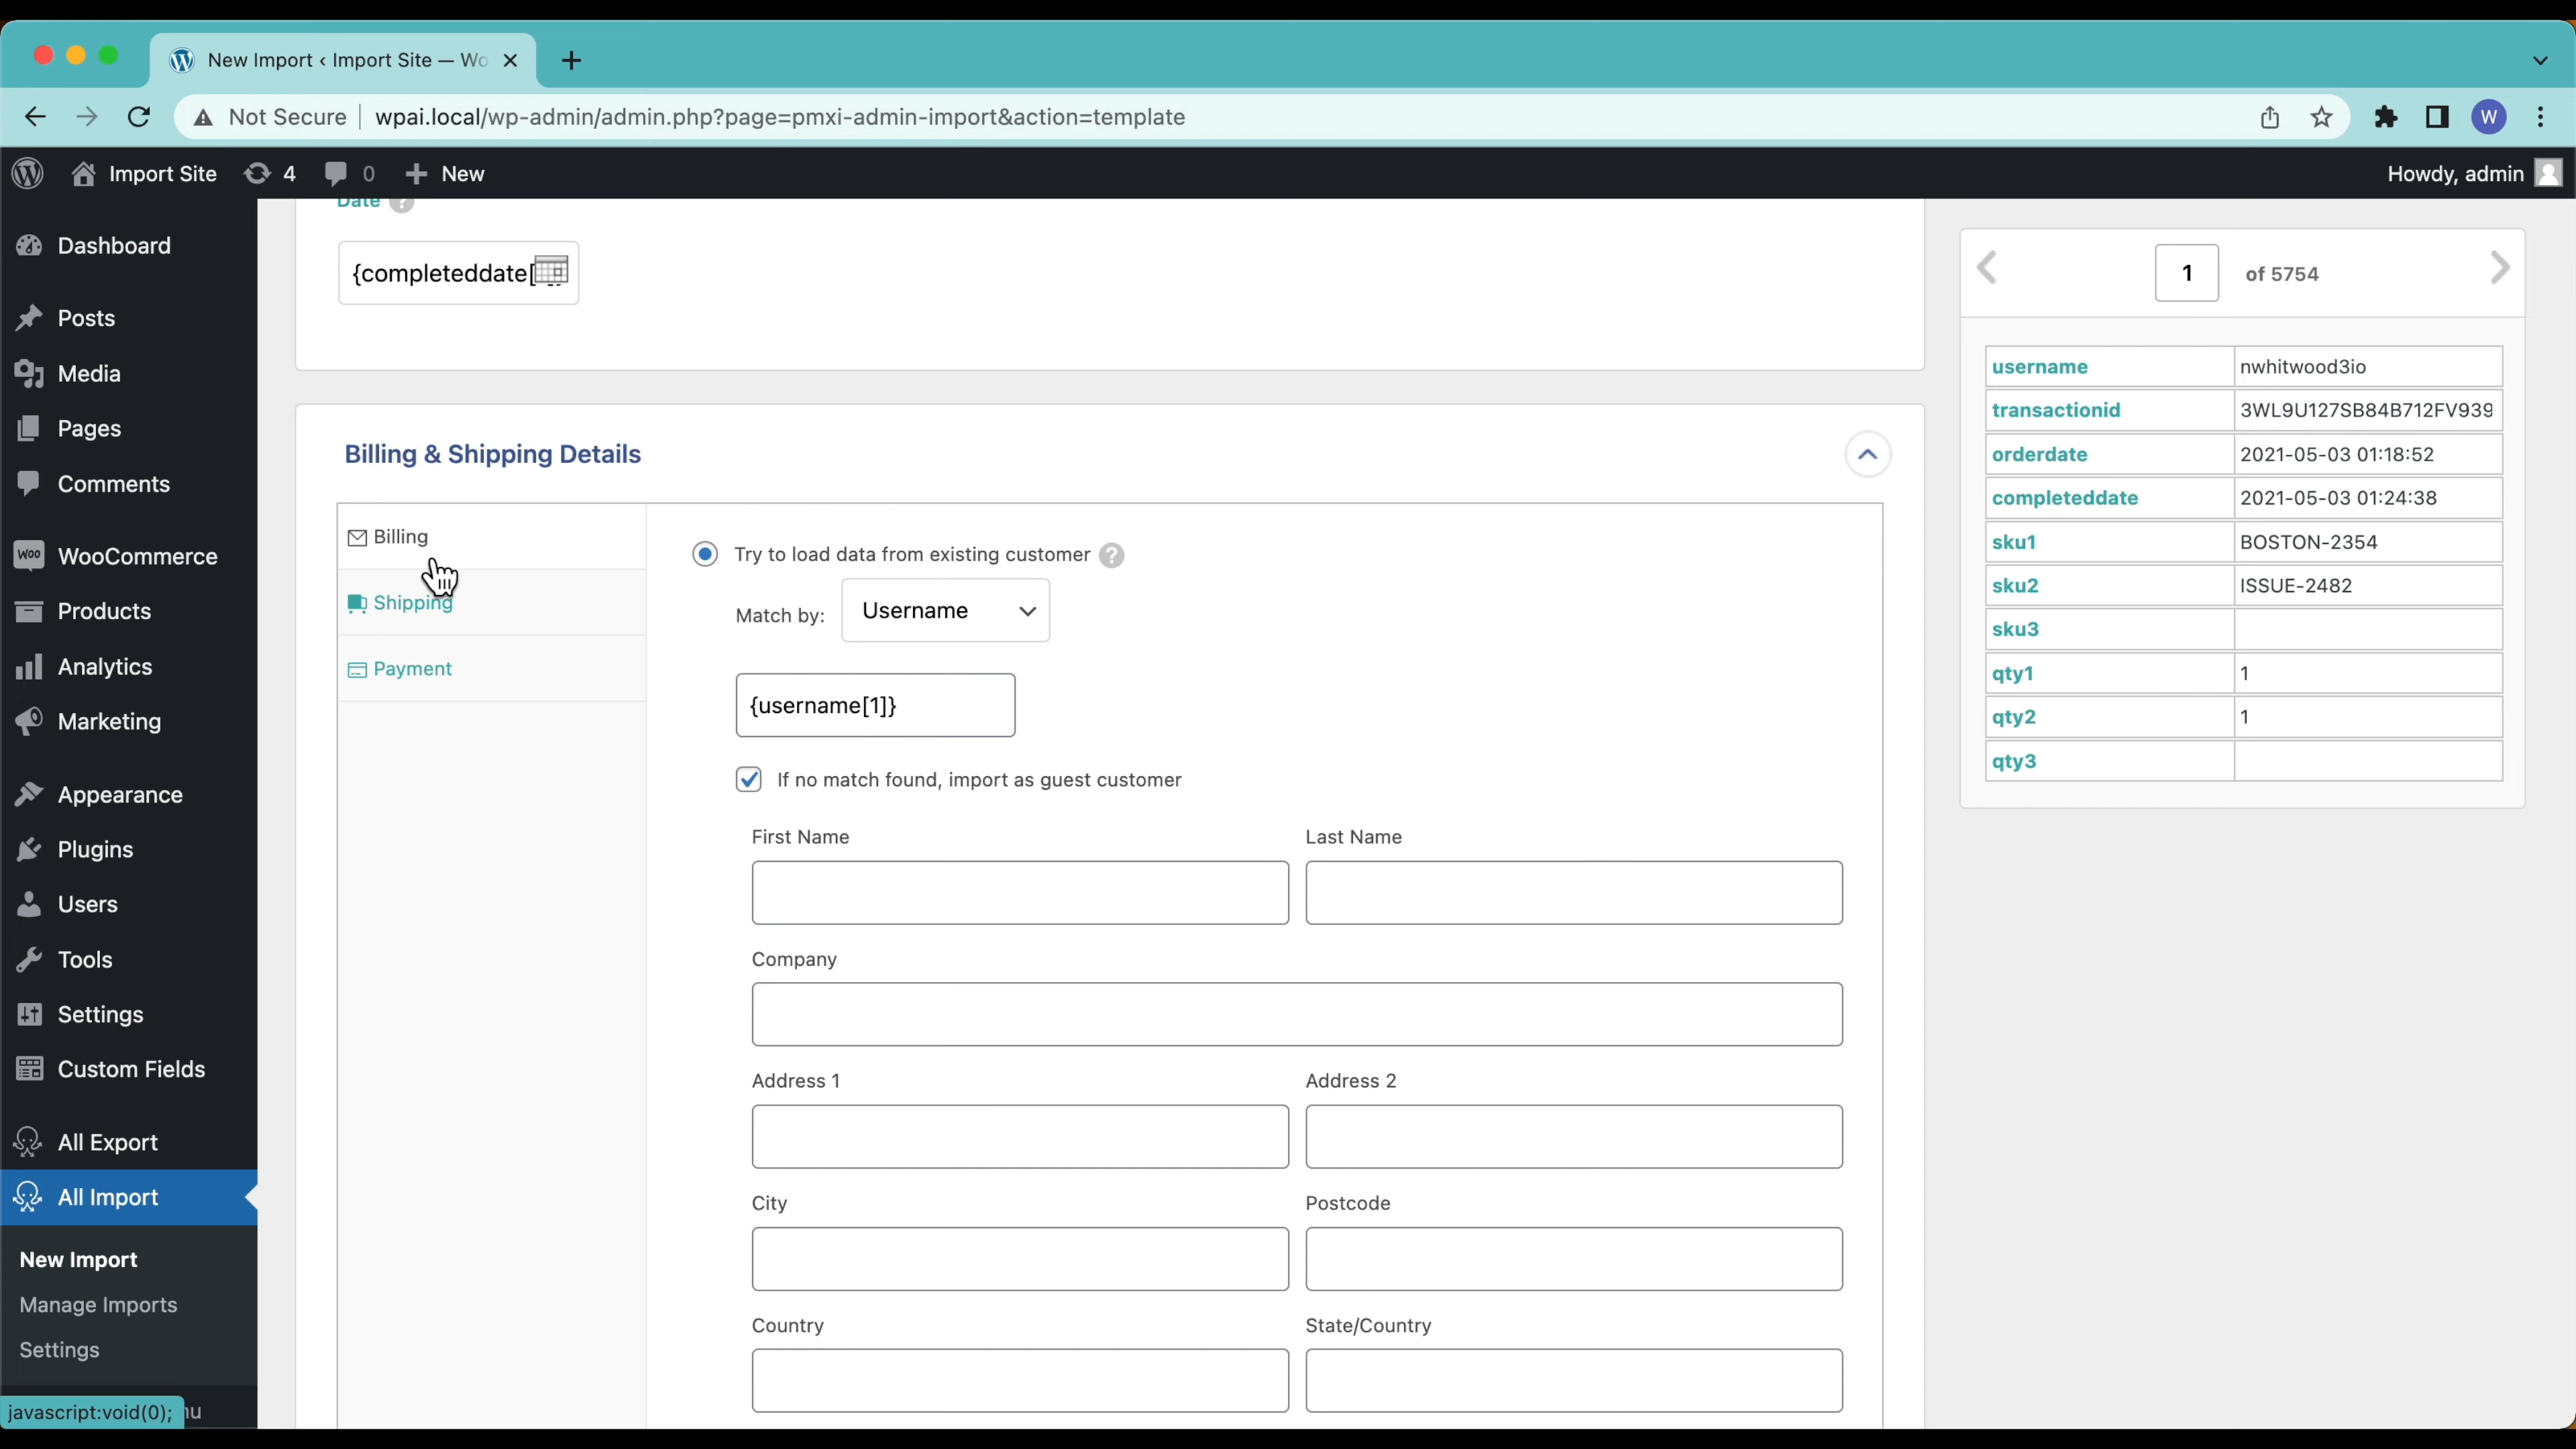 New Import ‹ Import Site — Wo
Not Secure
wpai.local/wp-admin/admin.php?page=pmxi-admin-import&action=template
W
Import Site
4
0
New
Howdy, admin
Dashboard
Posts
Media
Pages
Comments
WooCommerce
Products
Analytics
Marketing
Appearance
Plugins
Users
Tools
Settings
Custom Fields
All Export
All Import
New Import
Manage Imports
Settings
javascript:void(0);
Date ?
{completeddate[
Billing & Shipping Details
Billing
Shipping
Payment
Try to load data from existing customer ?
Match by: Username
{username[1]}
If no match found, import as guest customer
First Name Last Name
Company
Address 1 Address 2
City Postcode
Country State/Country
1 of 5754
username nwhitwood3io
transactionid 3WL9U127SB84B712FV939
orderdate 2021-05-03 01:18:52
completeddate 2021-05-03 01:24:38
sku1 BOSTON-2354
sku2 ISSUE-2482
sku3
qty1 1
qty2 1
qty3